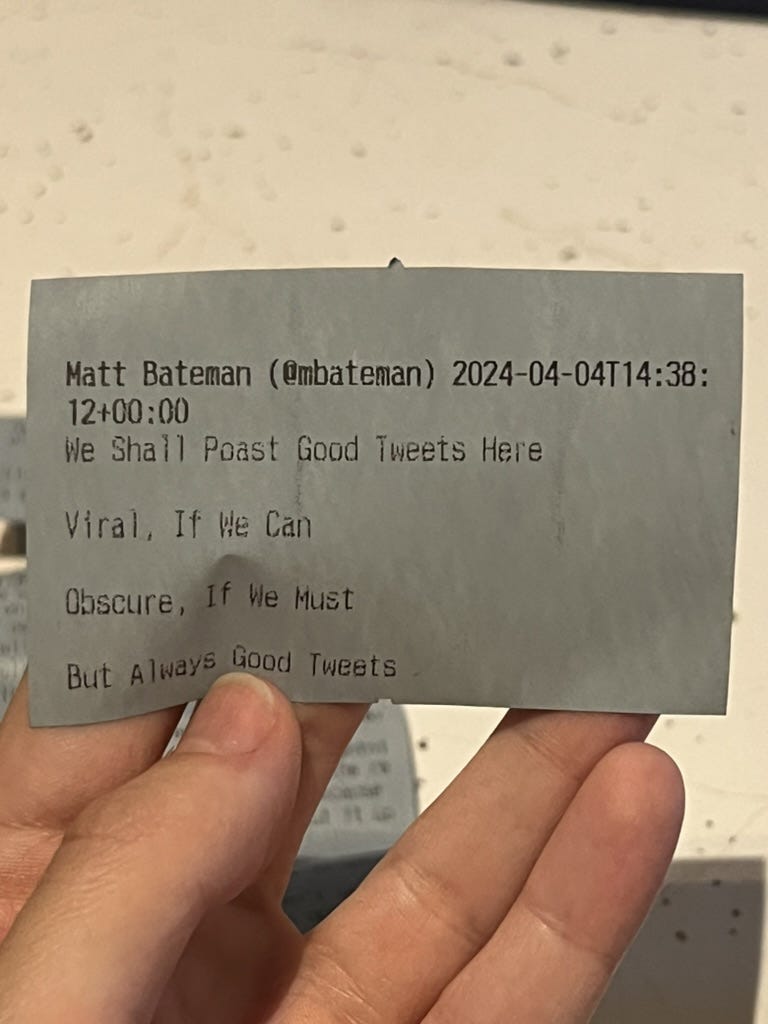 Matt Bateman (@mbateman) 2024-04-04T14:38:
12+00:00
We Shall Poast Good Tweets Here
Viral, If We Can
Obscure, If We Must
But Always Good Tweets